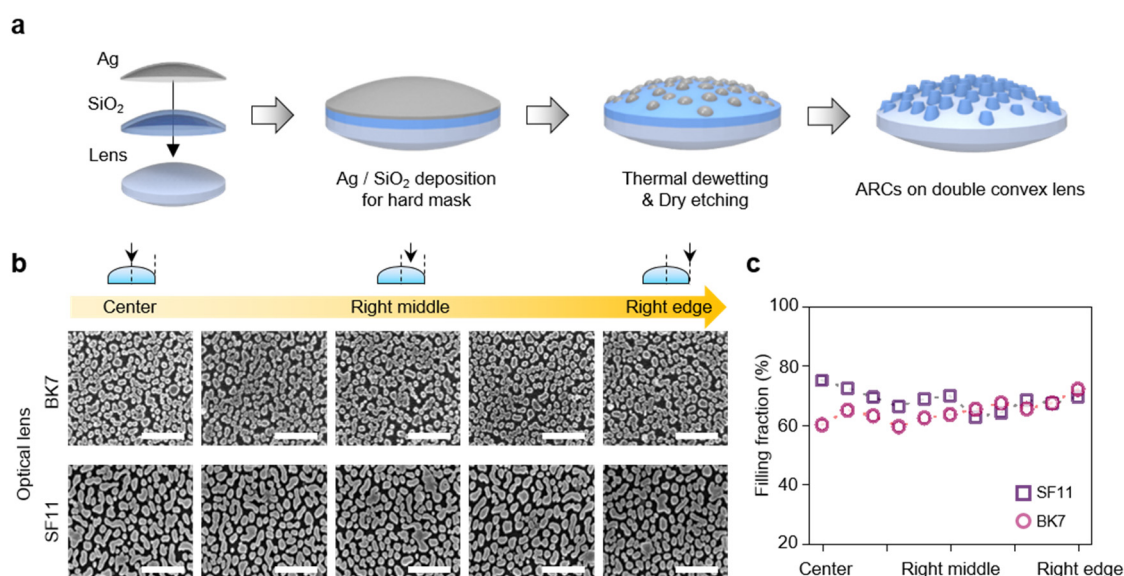 a
Ag
SiO₂
Lens
Ag / SiO₂ deposition
for hard mask
Thermal dewetting
& Dry etching
ARCs on double convex lens
b
Center
Right middle
Right edge
Optical lens
BK7
SF11
c
Filling fraction (%)
100
80
60
40
20
SF11
BK7
Center
Right middle
Right edge